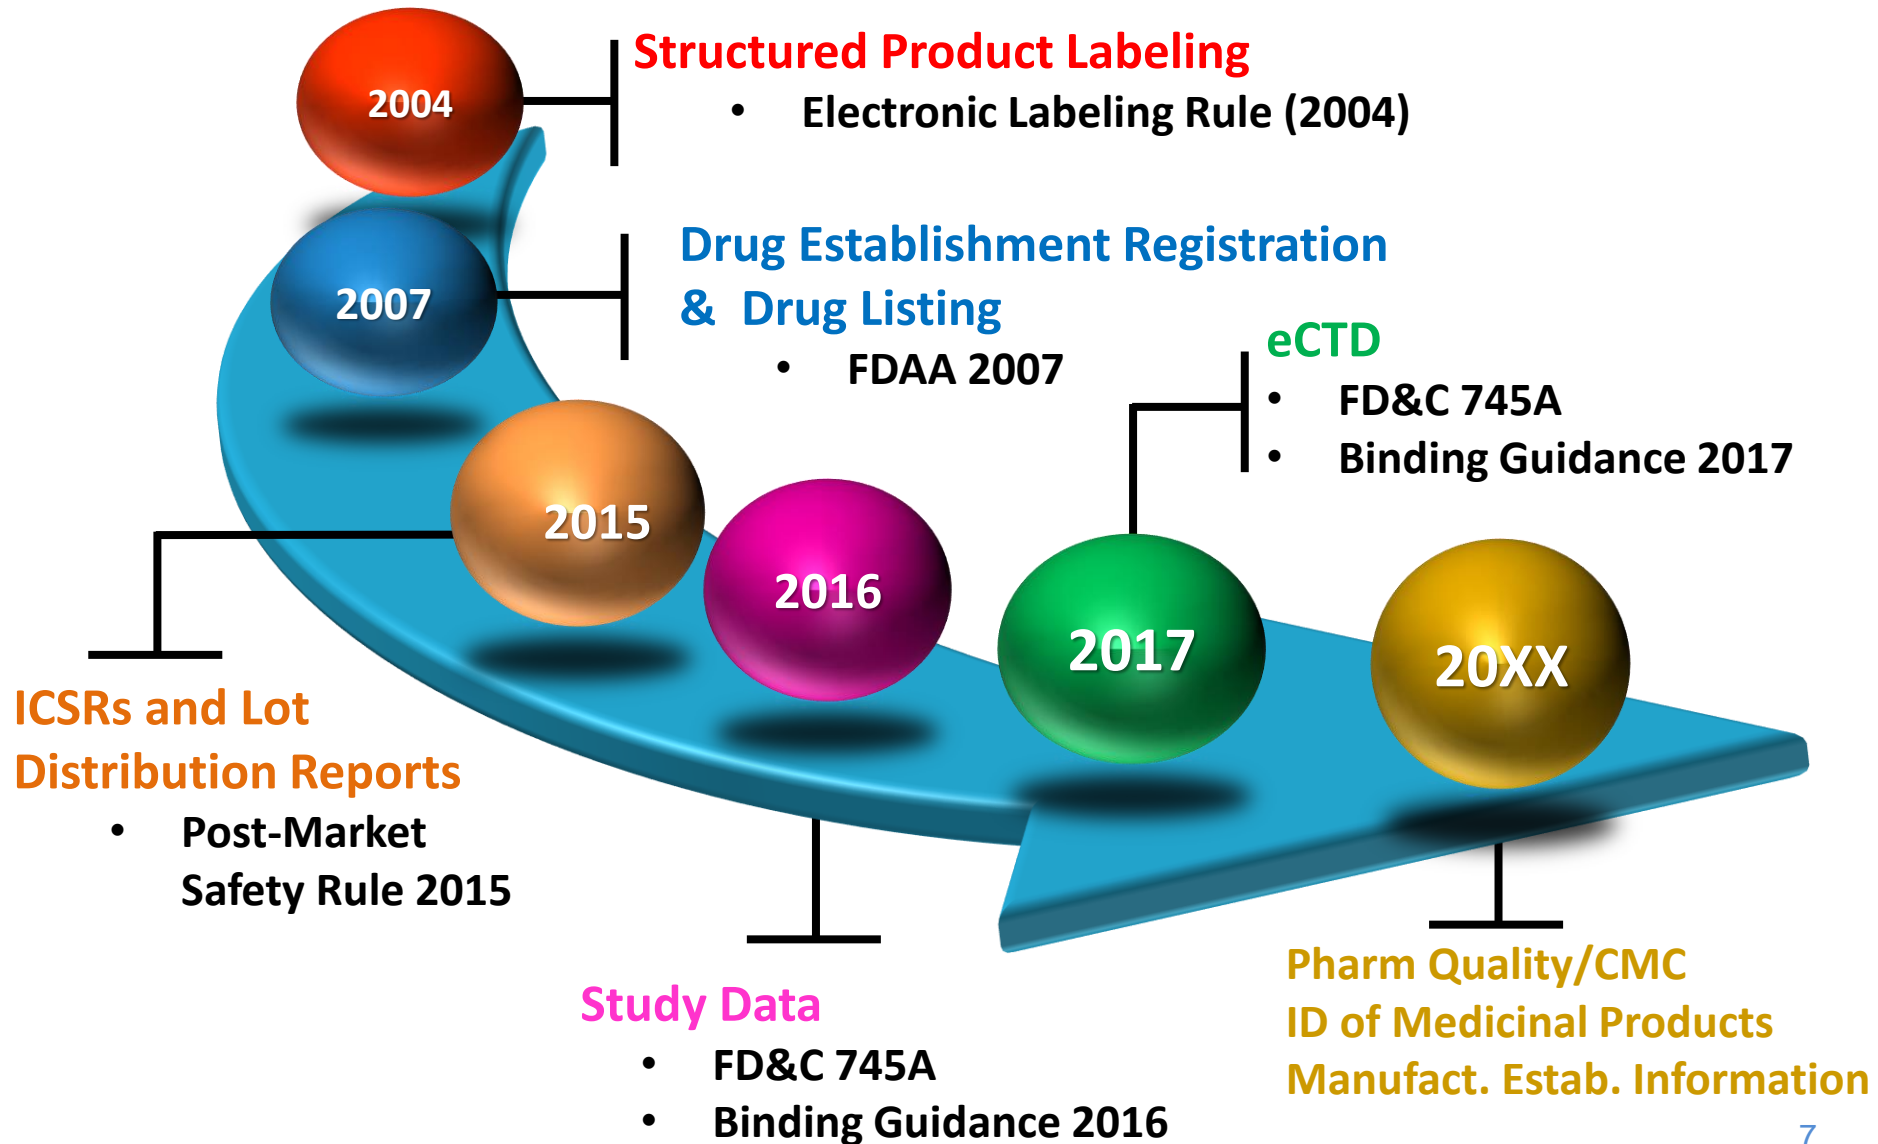 2004
Structured Product Labeling
• Electronic Labeling Rule (2004)
2007
Drug Establishment Registration
& Drug Listing
• FDAA 2007
eCTD
• FD&C 745A
• Binding Guidance 2017
2015
2016
2017
20XX
ICSRs and Lot
Distribution Reports
• Post-Market
Safety Rule 2015
Study Data
• FD&C 745A
• Binding Guidance 2016
Pharm Quality/CMC
ID of Medicinal Products
Manufact. Estab. Information
7